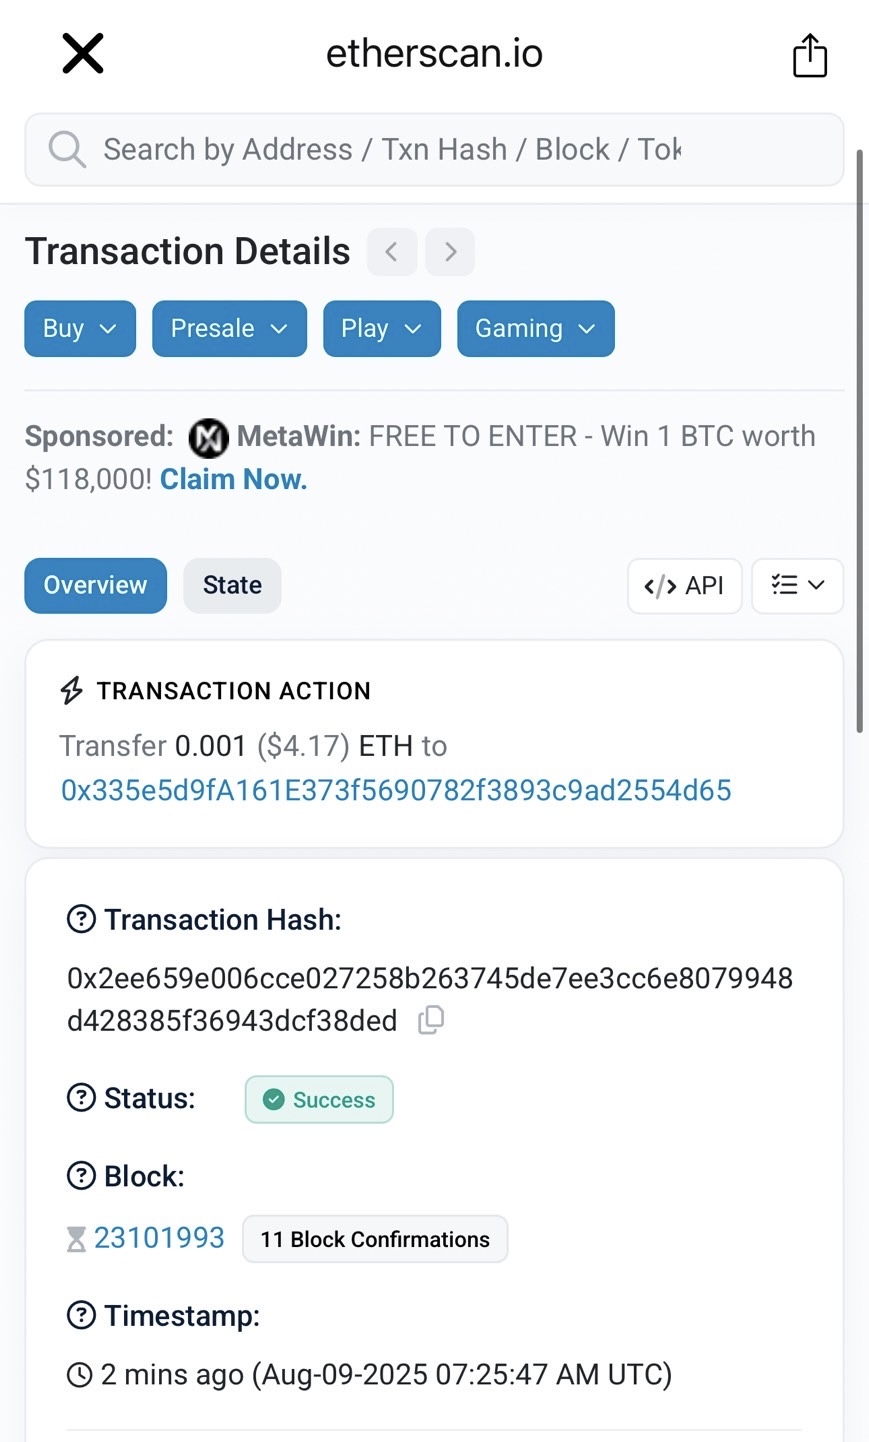 etherscan.io
Search by Address / Txn Hash / Block / Tok
Transaction Details
Buy Presale Play Gaming
Sponsored: MetaWin: FREE TO ENTER - Win 1 BTC worth
$118,000! Claim Now.
Overview State </> API
TRANSACTION ACTION
Transfer 0.001 ($4.17) ETH to
0x335e5d9fA161E373f5690782f3893c9ad2554d65
Transaction Hash:
0x2ee659e006cce027258b263745de7ee3cc6e8079948
d428385f36943dcf38ded
Status: Success
Block:
23101993 11 Block Confirmations
Timestamp:
2 mins ago (Aug-09-2025 07:25:47 AM UTC)